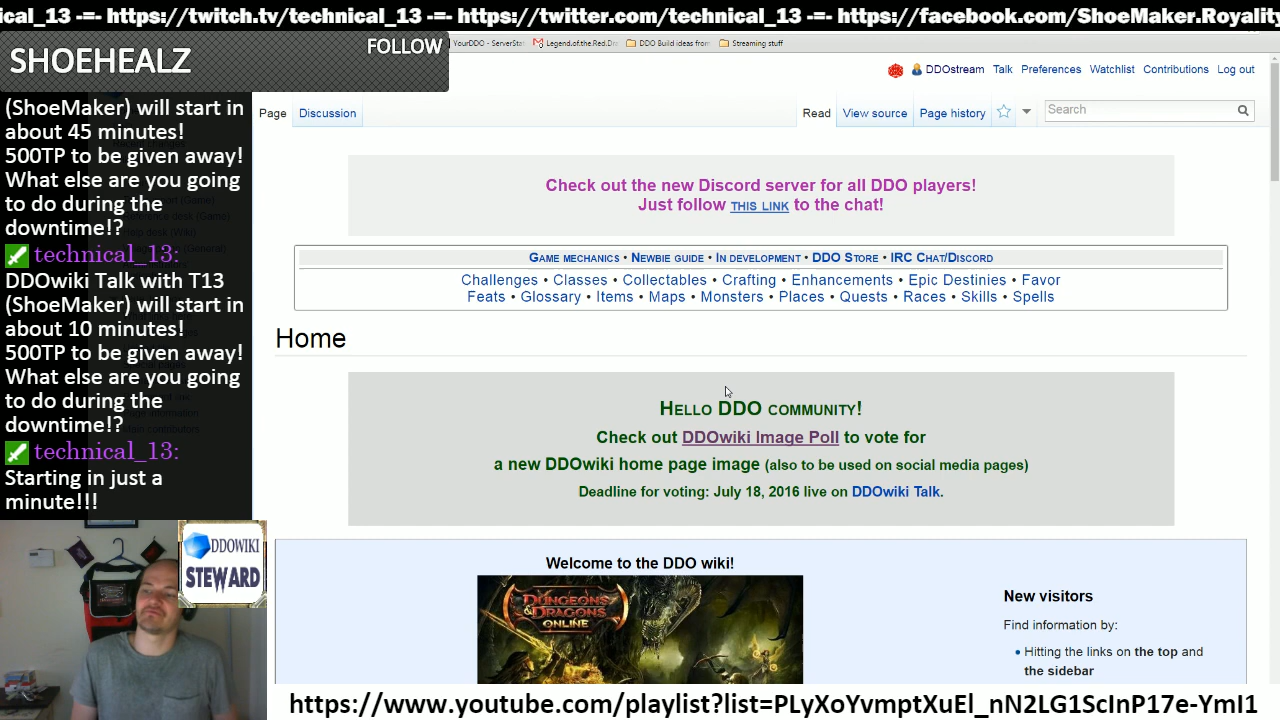 ical_13 -=- https://twitch.tv/technical_13 -=- https://twitter.com/technical_13 -=- https://facebook.com/ShoeMaker.Royality
SHOEHEALZ
FOLLOW
YourDDO - ServerSta
Legend.of.the.Red.Dr
DDO Build ideas from
Streaming stuff
DDOstream Talk Preferences Watchlist Contributions Log out
Page Discussion
Read View source Page history
Search
(ShoeMaker) will start in
about 45 minutes!
500TP to be given away!
What else are you going
to do during the
downtime!?
technical_13:
DDOwiki Talk with T13
(ShoeMaker) will start in
about 10 minutes!
500TP to be given away!
What else are you going
to do during the
downtime!?
technical_13:
Starting in just a
minute!!!
Check out the new Discord server for all DDO players!
Just follow THIS LINK to the chat!
GAME MECHANICS • NEWBIE GUIDE • IN DEVELOPMENT • DDO STORE • IRC CHAT/DISCORD
Challenges • Classes • Collectables • Crafting • Enhancements • Epic Destinies • Favor
Feats • Glossary • Items • Maps • Monsters • Places • Quests • Races • Skills • Spells
Home
HELLO DDO COMMUNITY!
Check out DDOwiki Image Poll to vote for
a new DDOwiki home page image (also to be used on social media pages)
Deadline for voting: July 18, 2016 live on DDOwiki Talk.
Welcome to the DDO wiki!
DUNGEONS
& DRAGONS
ONLINE
New visitors
Find information by:
• Hitting the links on the top and
the sidebar
DDOWIKI
STEWARD
https://www.youtube.com/playlist?list=PLyXoYvmptXuEl_nN2LG1ScInP17e-YmI1